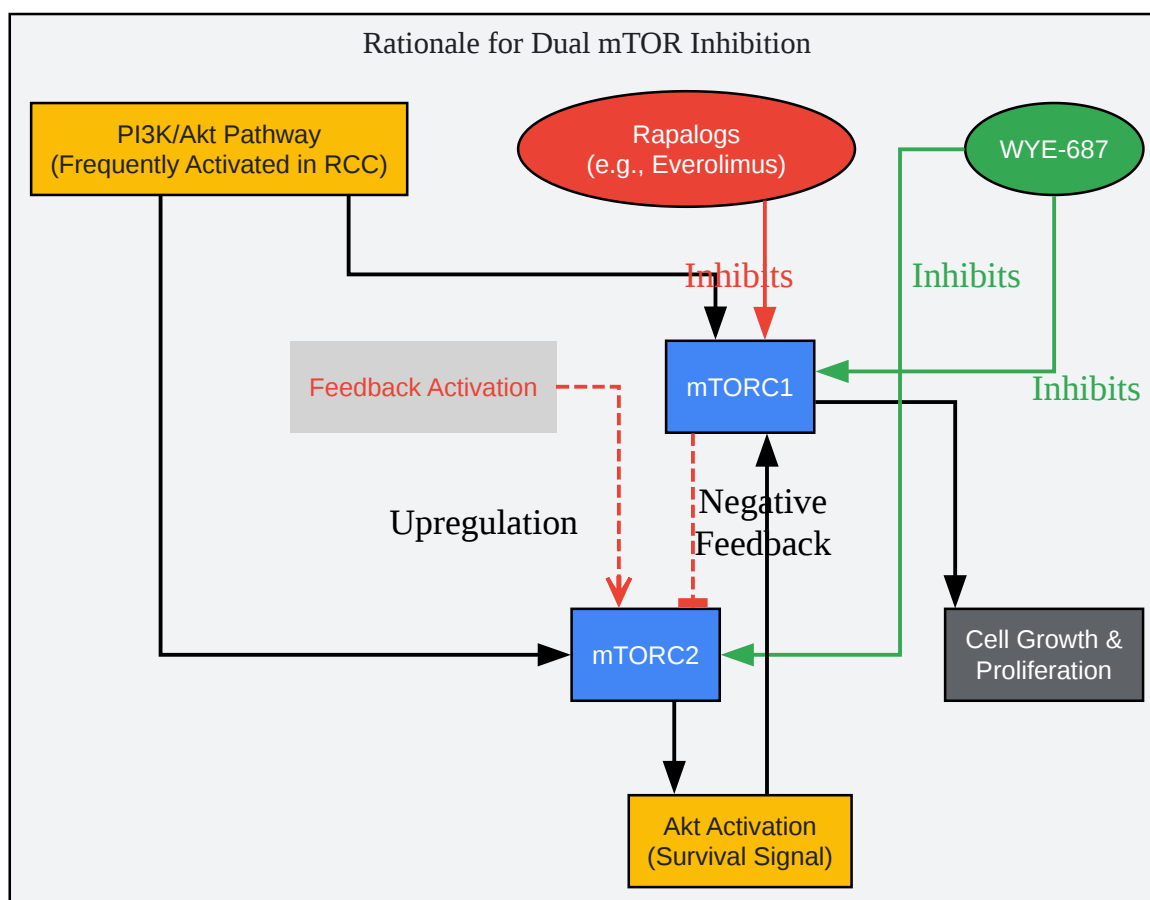 Rationale for Dual mTOR Inhibition
PI3K/Akt Pathway
(Frequently Activated in RCC)
Rapalogs
(e.g., Everolimus)
WYE-687
Inhibits
Inhibits
Feedback Activation
mTORC1
Inhibits
Upregulation
Negative
Feedback
mTORC2
Cell Growth &
Proliferation
Akt Activation
(Survival Signal)